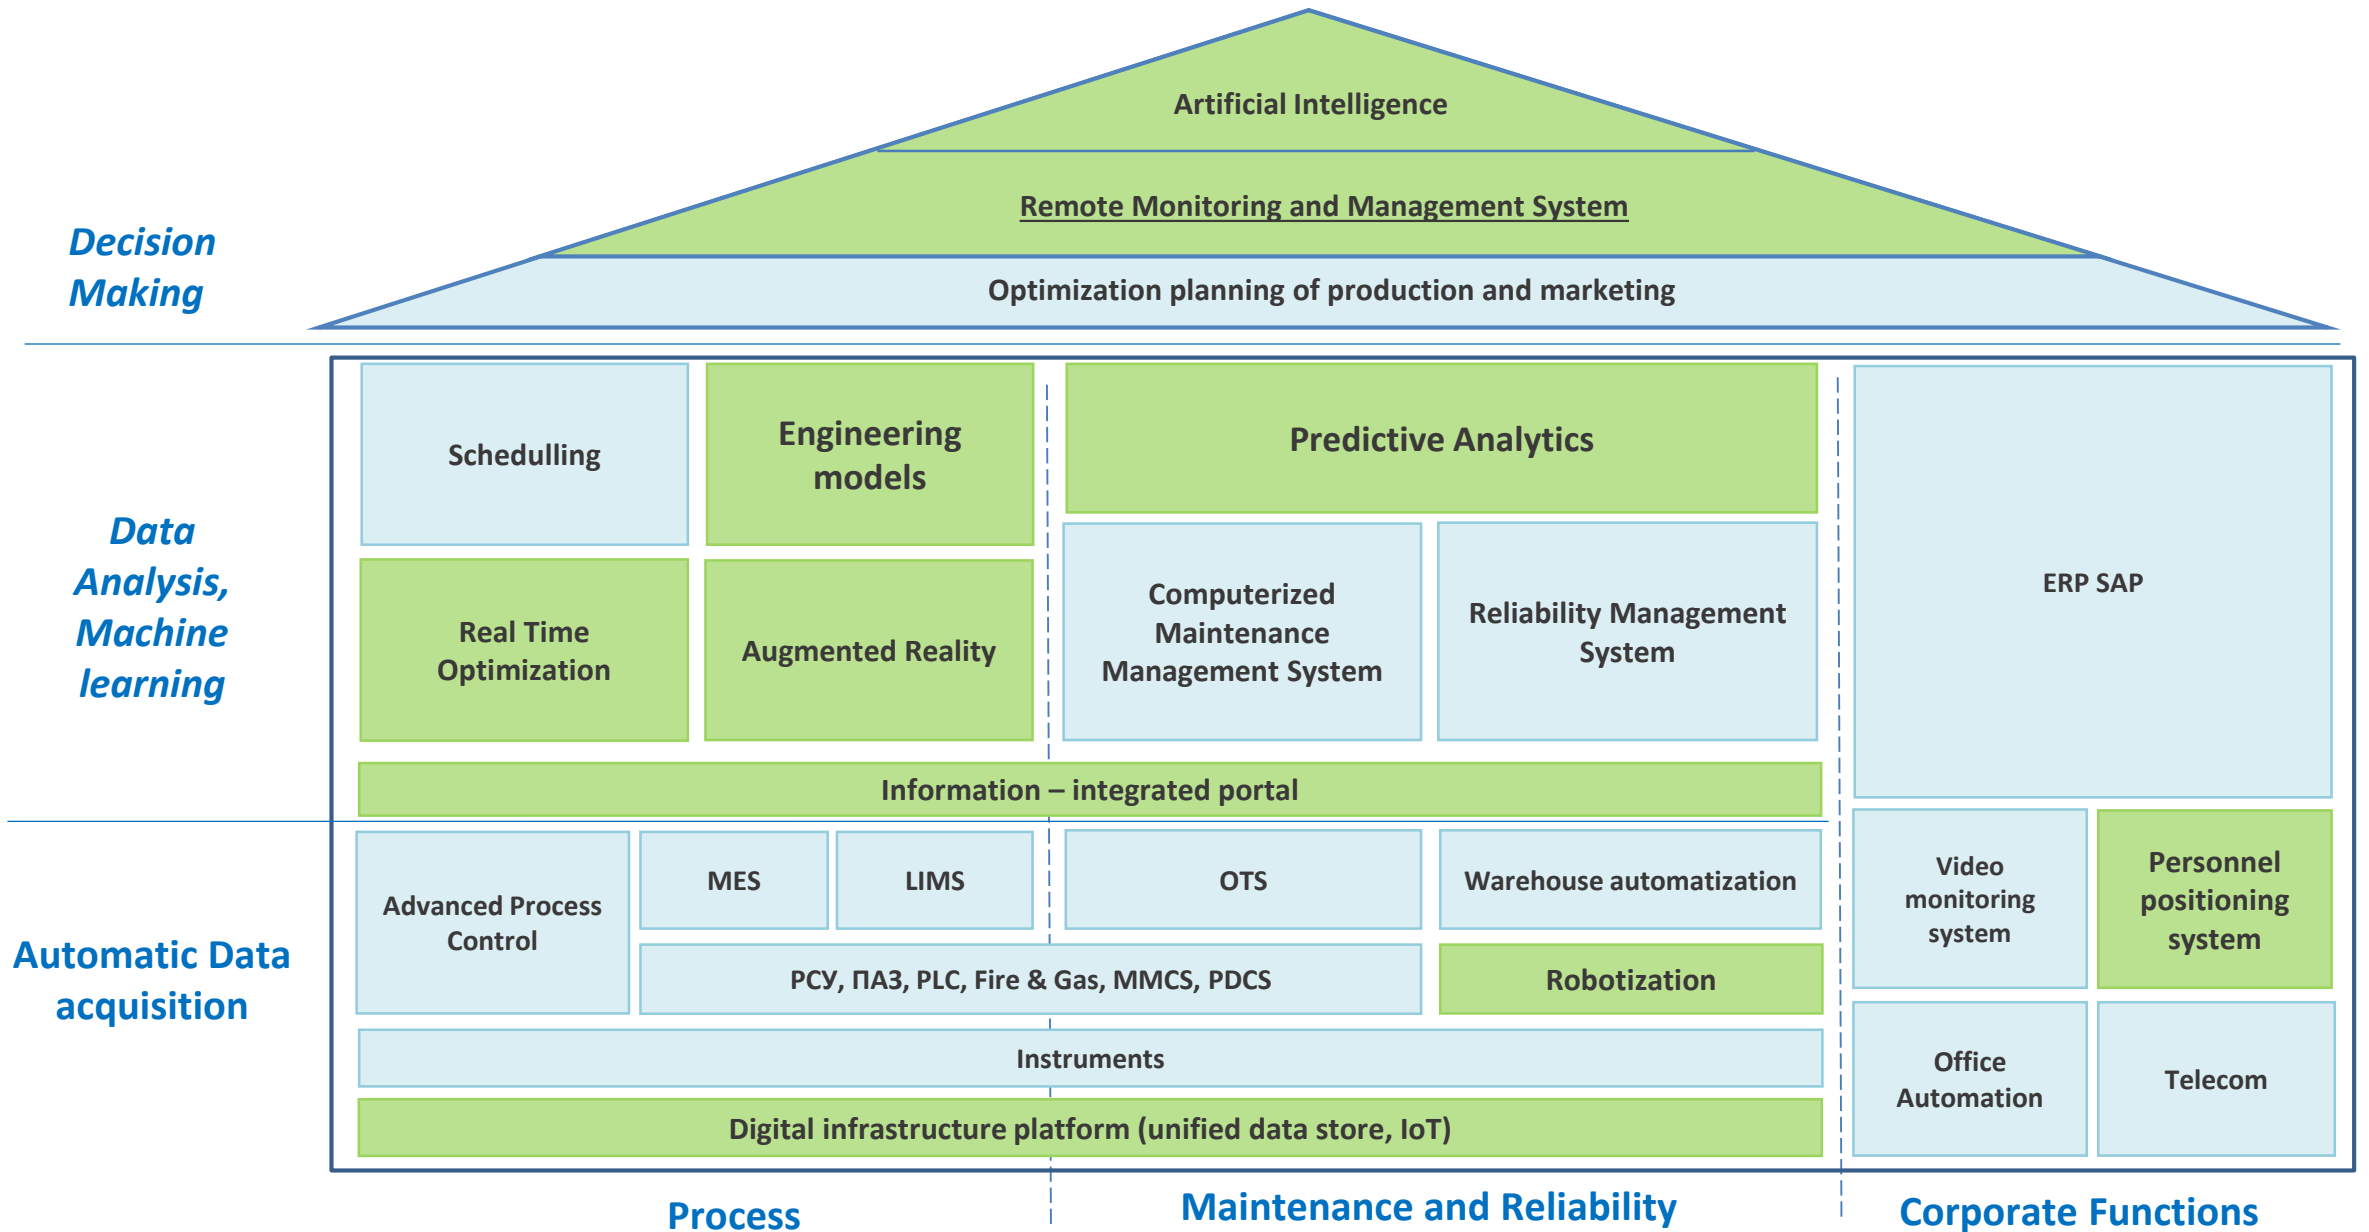 Artificial Intelligence
Remote Monitoring and Management System
Optimization planning of production and marketing
Decision
Making
Schedulling
Engineering
models
Predictive Analytics
ERP SAP
Data
Analysis,
Machine
learning
Real Time
Optimization
Augmented Reality
Computerized
Maintenance
Management System
Reliability Management
System
Information – integrated portal
Automatic Data
acquisition
Advanced Process
Control
MES
LIMS
OTS
Warehouse automatization
Video
monitoring
system
Personnel
positioning
system
РСУ, ПАЗ, PLC, Fire & Gas, MMCS, PDCS
Robotization
Instruments
Office
Automation
Telecom
Digital infrastructure platform (unified data store, IoT)
Process
Maintenance and Reliability
Corporate Functions